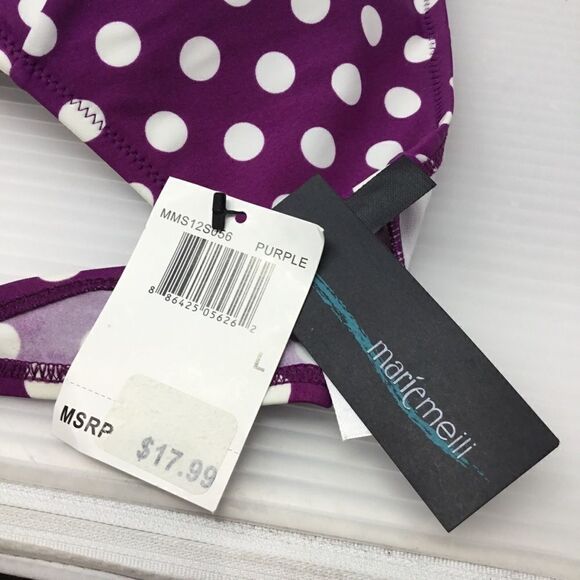 MMS12S056 PURPLE
8 86425 05626 2
L
MSRP
$17.99
mariemeili